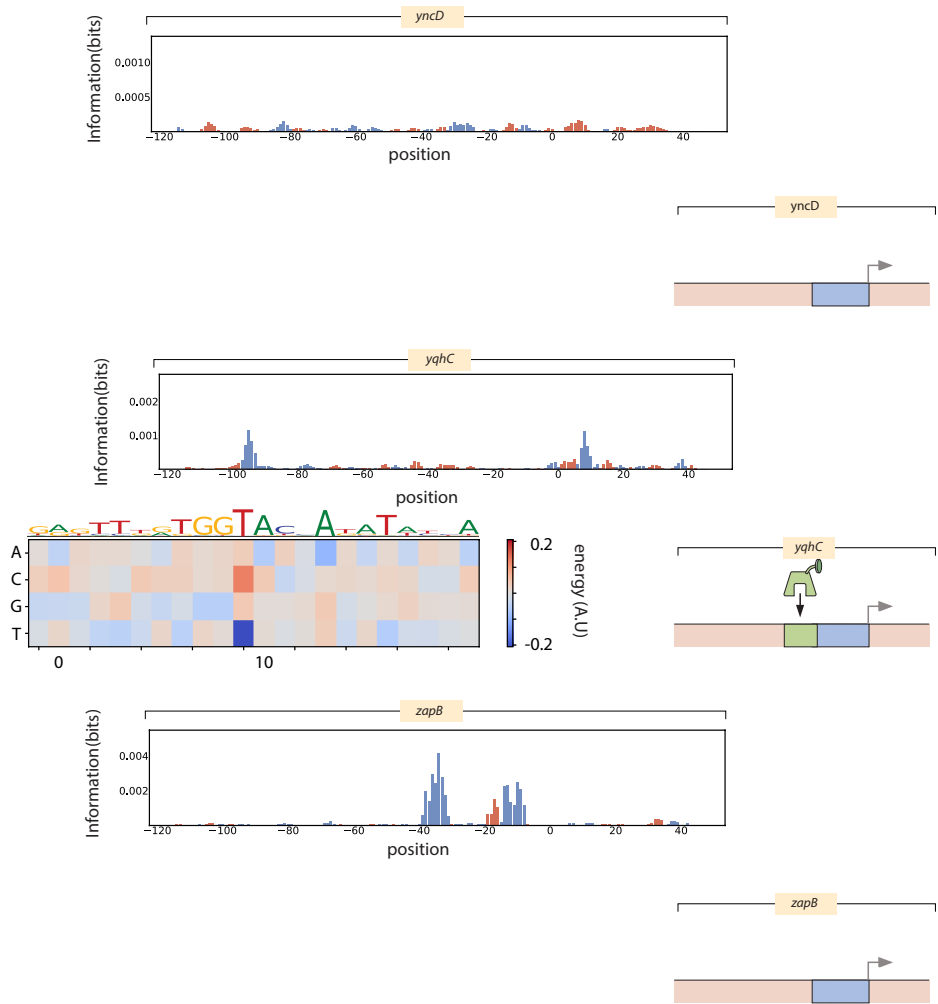 yncD
Information(bits)
0.0010
0.0005
−120 −100 −80 −60 −40 −20 0 20 40
position
yncD
yqhC
Information(bits)
0.002
0.001
−120 −100 −80 −60 −40 −20 0 20 40
position
GAGTTTGTGGTACC ATATATA
A
C
G
T
0 10
0.2
-0.2
energy (A.U)
yqhC
zapB
Information(bits)
0.004
0.002
−120 −100 −80 −60 −40 −20 0 20 40
position
zapB